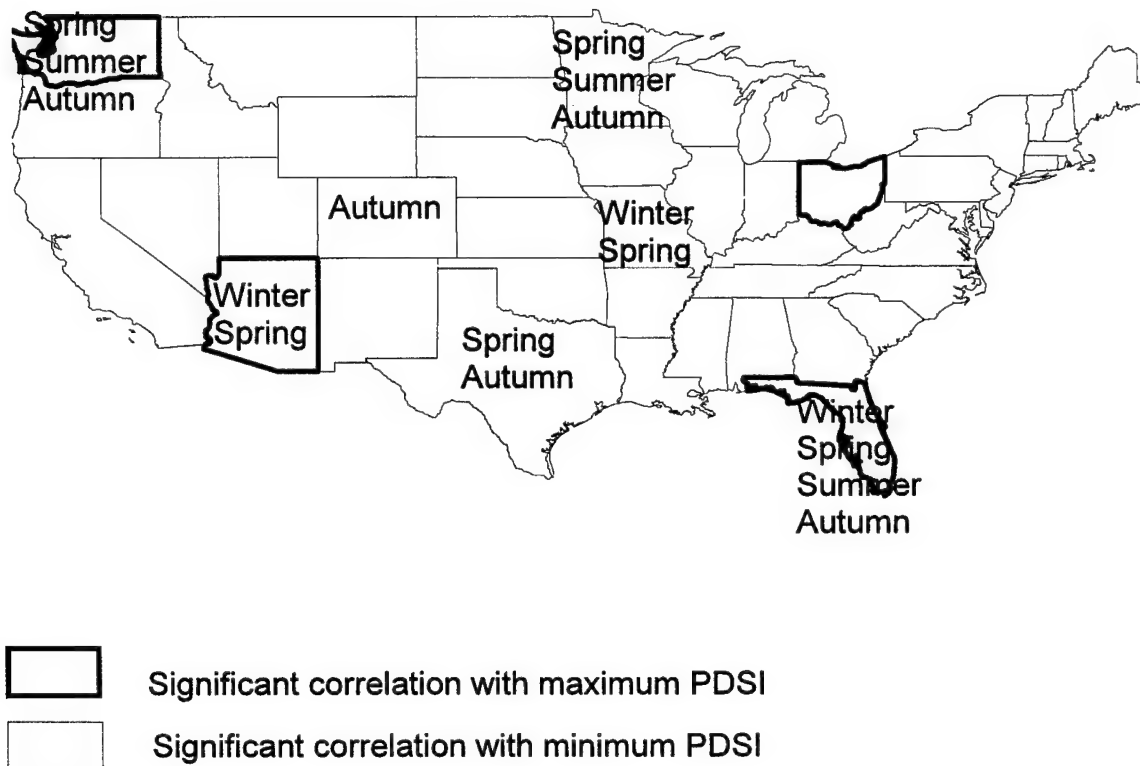 Spring
Summer
Autumn
Spring
Summer
Autumn
Autumn
Winter
Spring
Winter
Spring
Spring
Autumn
Winter
Spring
Summer
Autumn
Significant correlation with maximum PDSI
Significant correlation with minimum PDSI